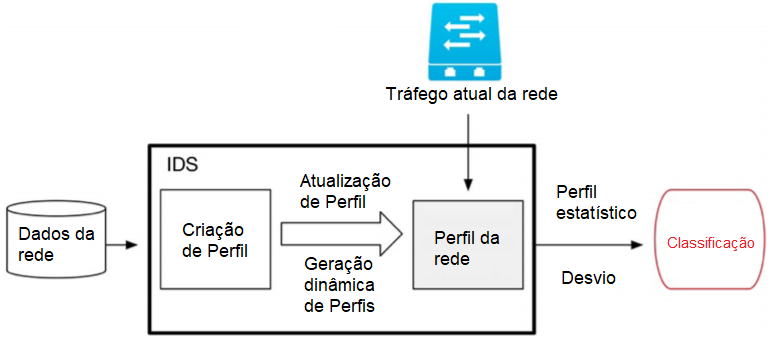 Tráfego atual da rede
IDS
Dados da
rede
Criação
de Perfil
Atualização
de Perfil
Geração
dinâmica
de Perfis
Perfil da
rede
Perfil
estatístico
Desvio
Classificação